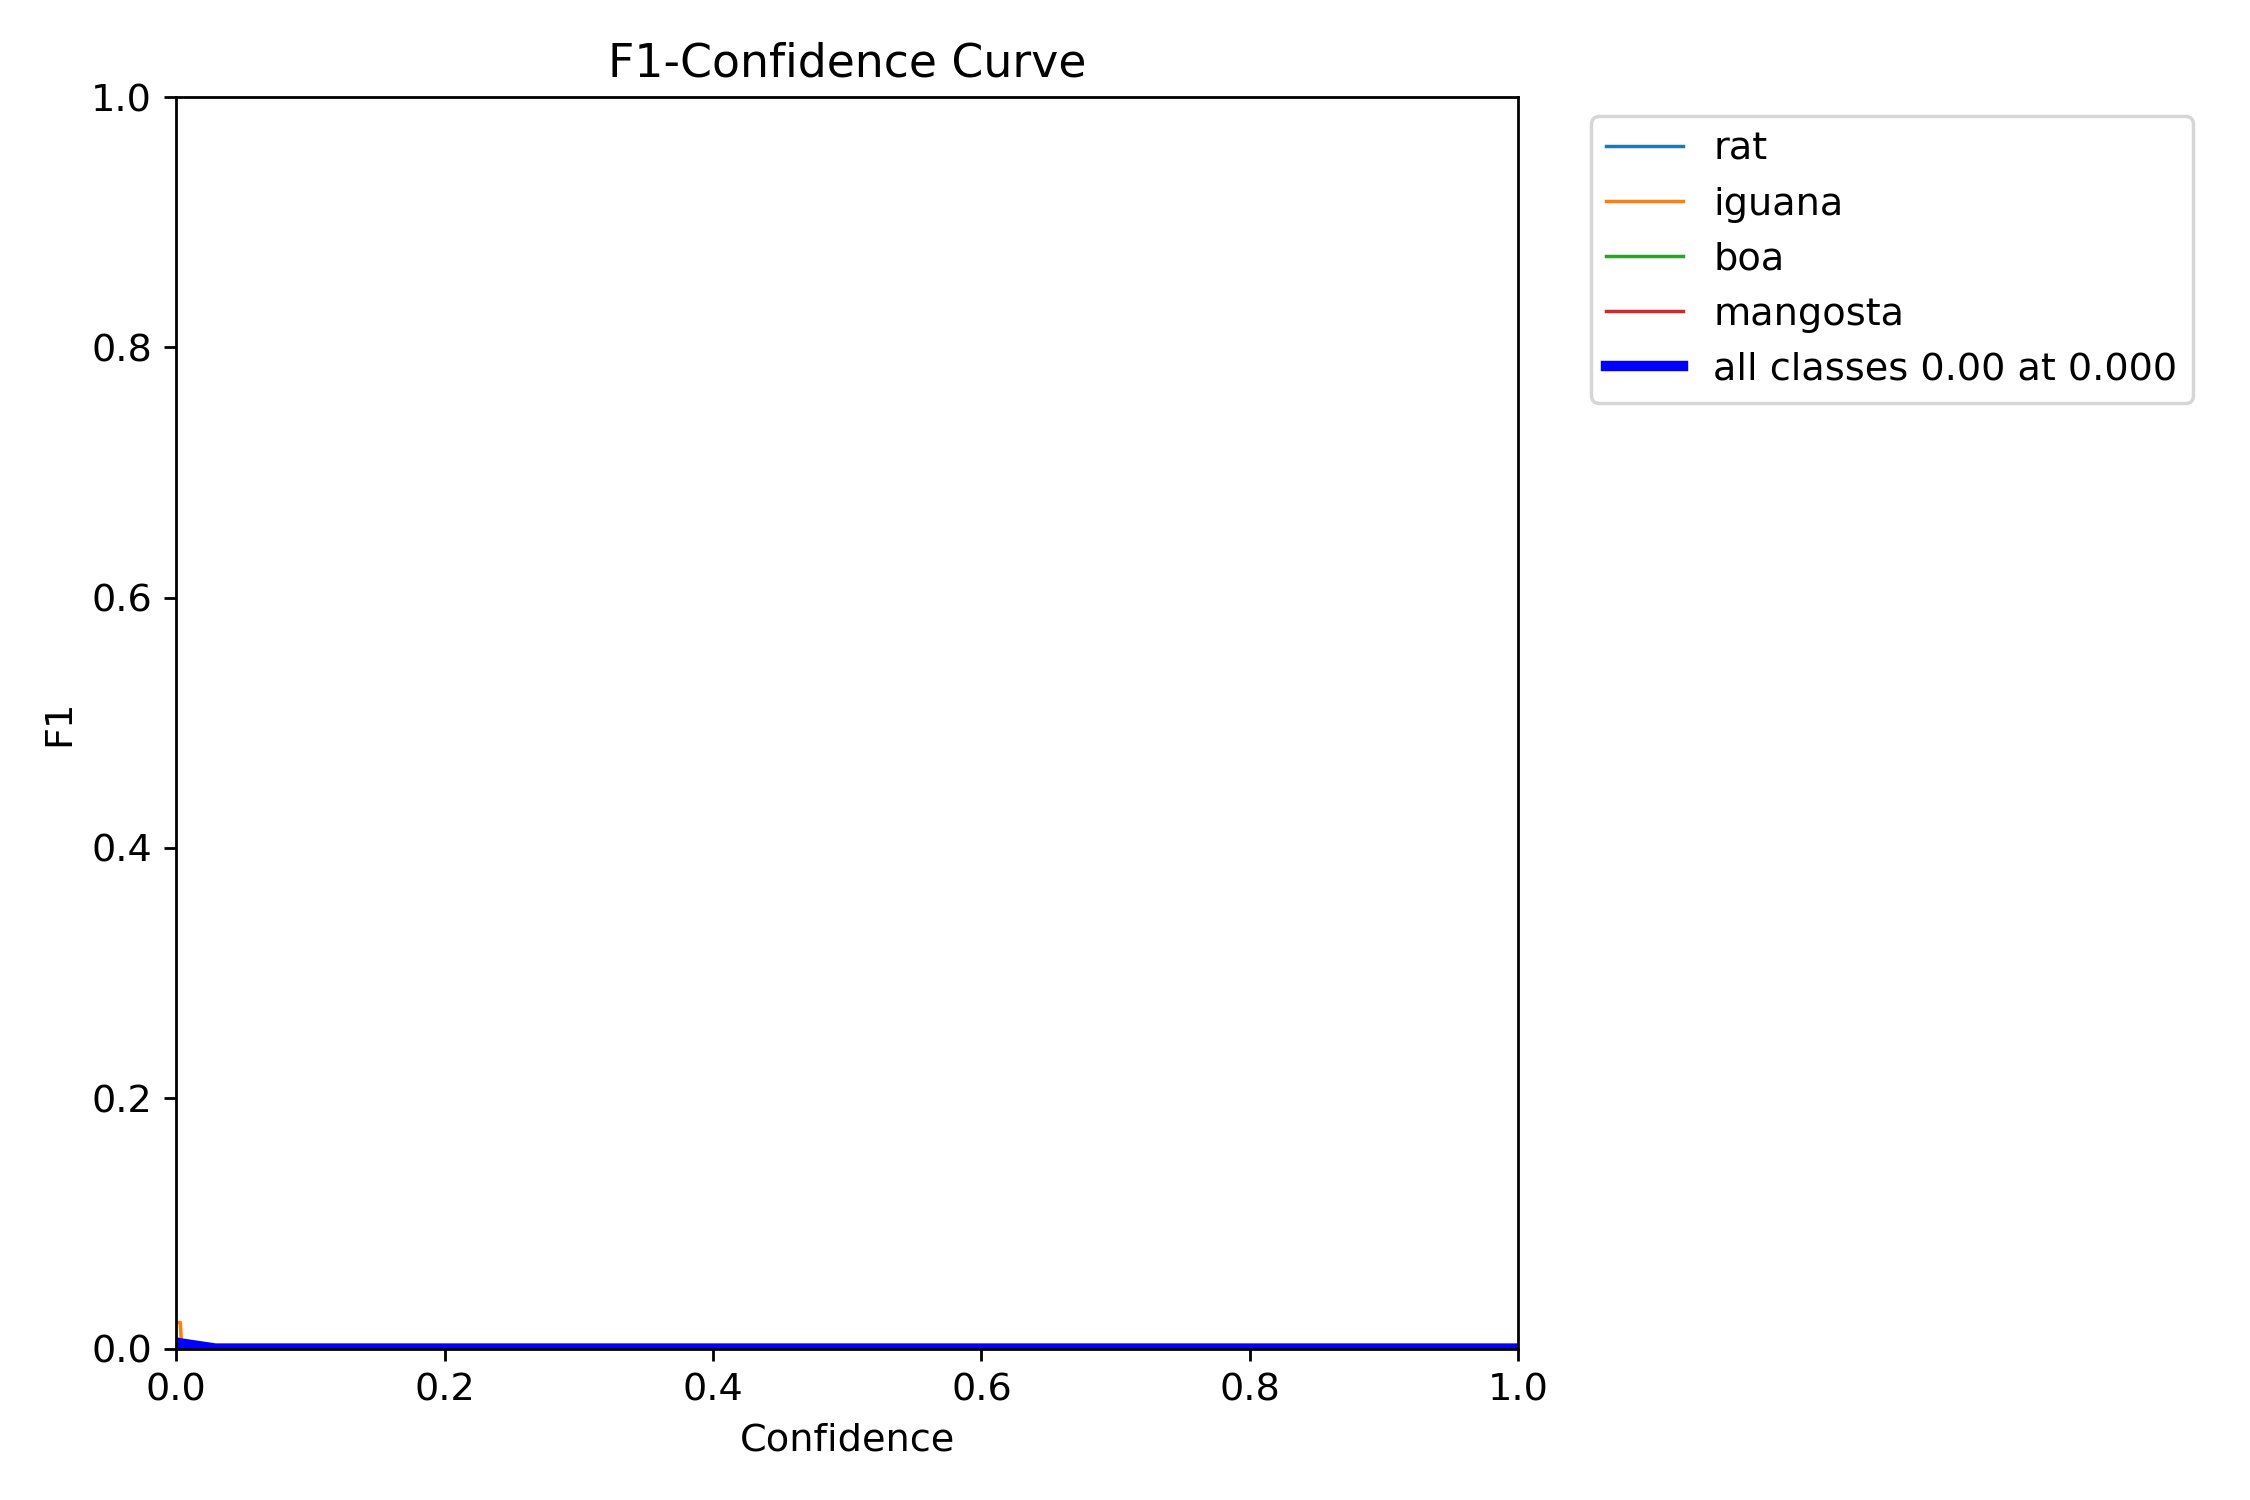 F1-Confidence Curve
1.0
0.8
0.6
0.4
0.2
0.0
F1
0.0 0.2 0.4 0.6 0.8 1.0
Confidence
rat
iguana
boa
mangosta
all classes 0.00 at 0.000